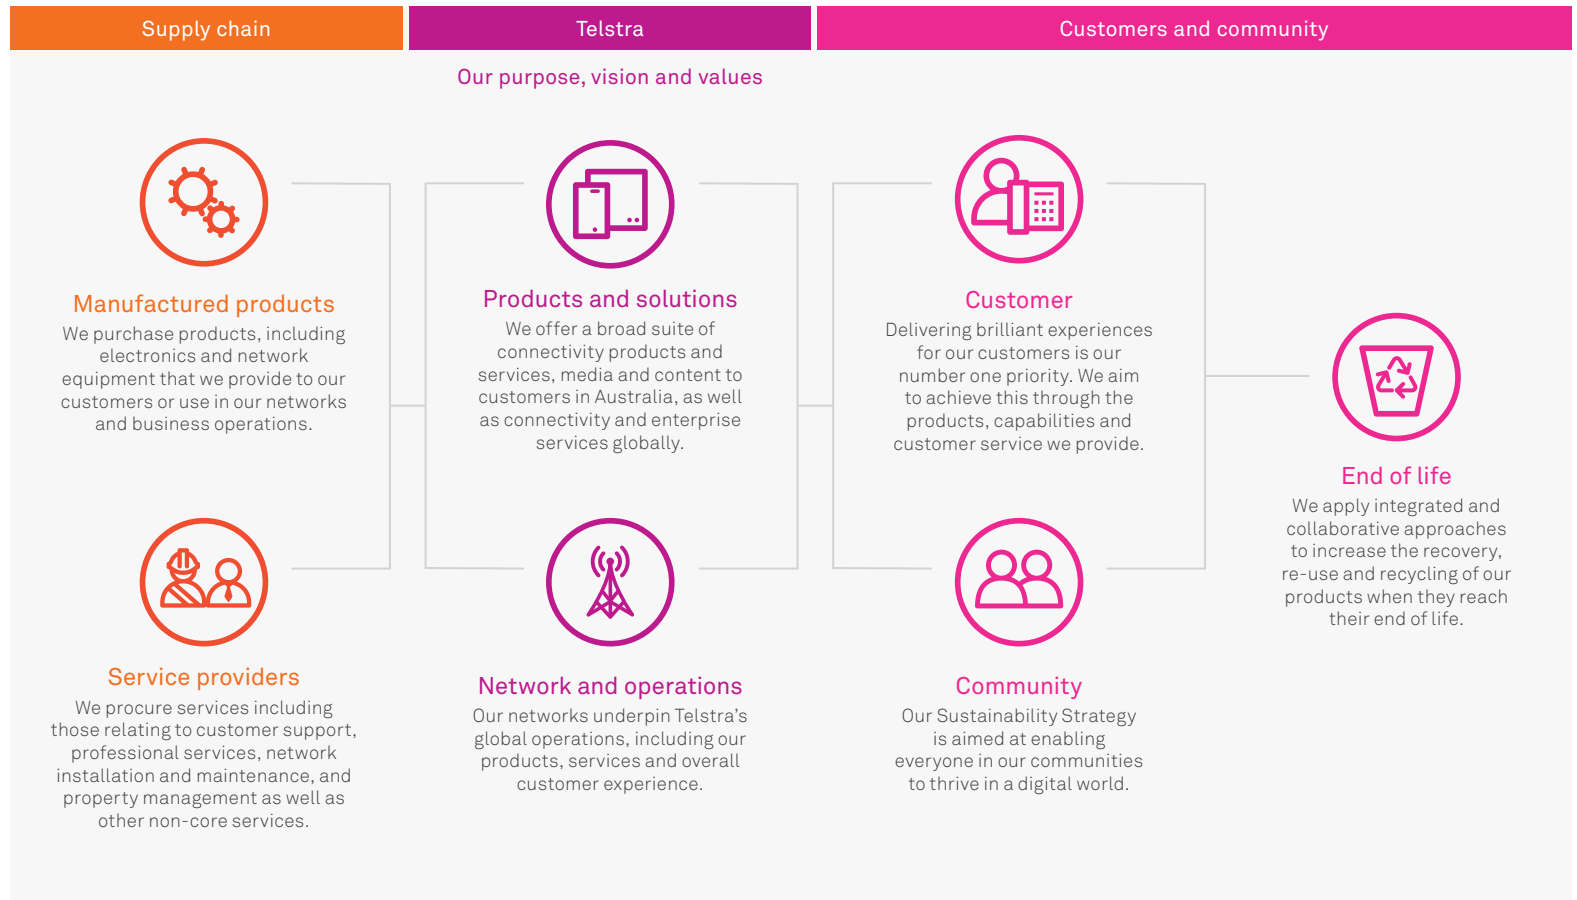 Supply chain
Telstra
Customers and community
Our purpose, vision and values
Manufactured products
We purchase products, including
electronics and network
equipment that we provide to our
customers or use in our networks
and business operations.
Service providers
We procure services including
those relating to customer support,
professional services, network
installation and maintenance, and
property management as well as
other non-core services.
Products and solutions
We offer a broad suite of
connectivity products and
services, media and content to
customers in Australia, as well
as connectivity and enterprise
services globally.
Network and operations
Our networks underpin Telstra's
global operations, including our
products, services and overall
customer experience.
Customer
Delivering brilliant experiences
for our customers is our
number one priority. We aim
to achieve this through the
products, capabilities and
customer service we provide.
Community
Our Sustainability Strategy
is aimed at enabling
everyone in our communities
to thrive in a digital world.
End of life
We apply integrated and
collaborative approaches
to increase the recovery,
re-use and recycling of our
products when they reach
their end of life.